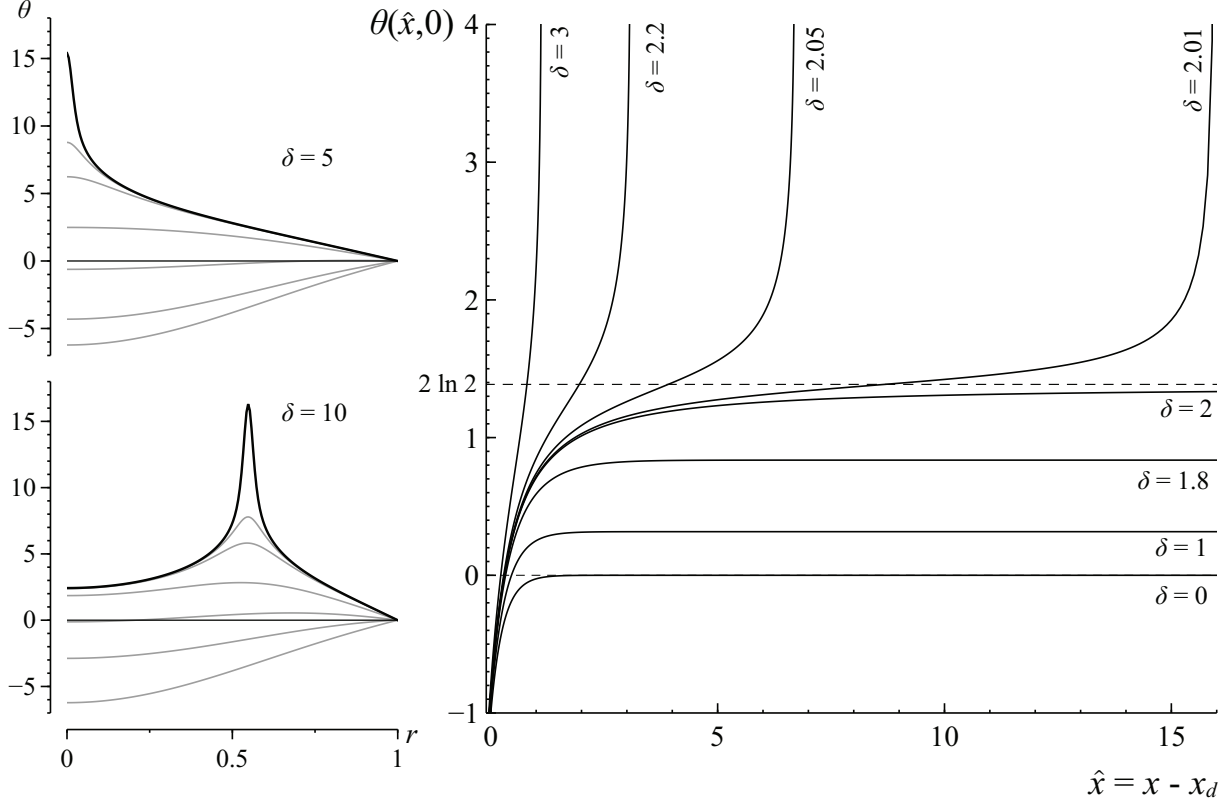 θ
15
10
5
0
−5
δ = 5
15
10
5
0
−5
δ = 10
0
0.5
r
1
θ(x̂,0)
4
3
2
2 ln 2
1
0
−1
δ = 3
δ = 2.2
δ = 2.05
δ = 2.01
δ = 2
δ = 1.8
δ = 1
δ = 0
0
5
10
15
x̂ = x - x_d